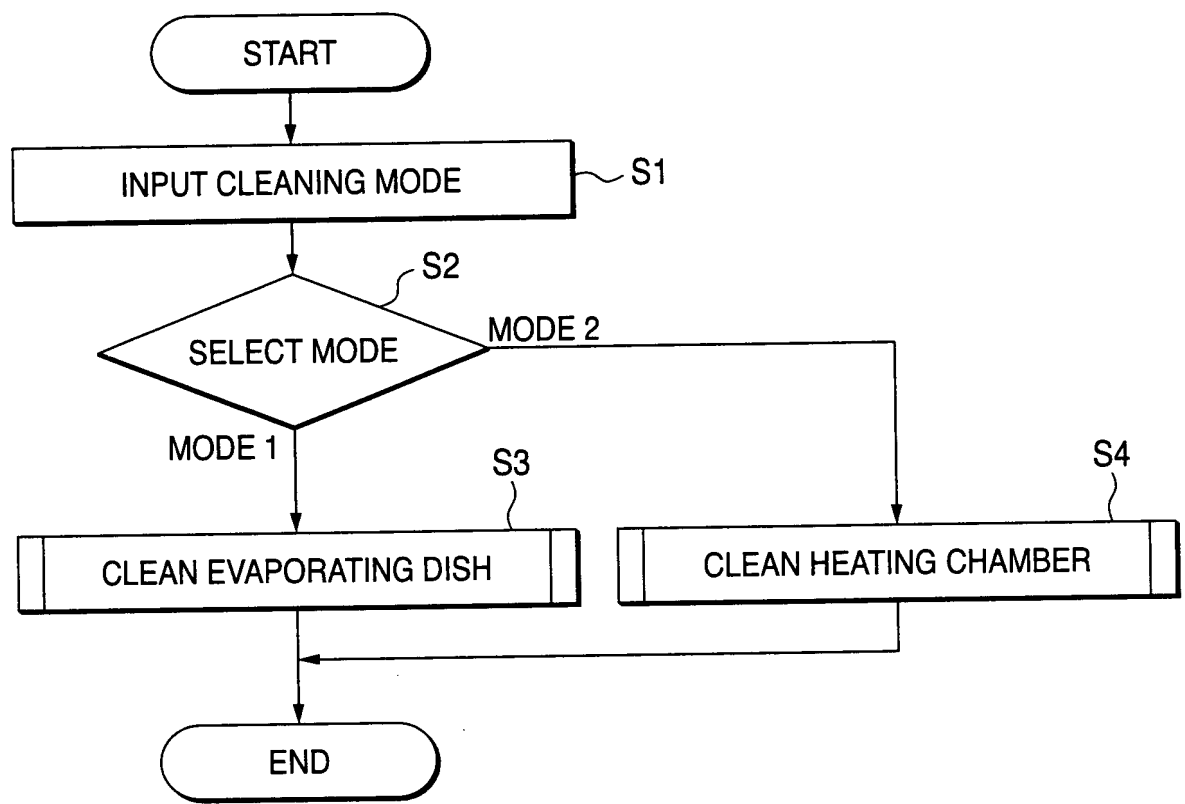 START
INPUT CLEANING MODE
S1
S2
SELECT MODE
MODE 2
MODE 1
S3
S4
CLEAN EVAPORATING DISH
CLEAN HEATING CHAMBER
END